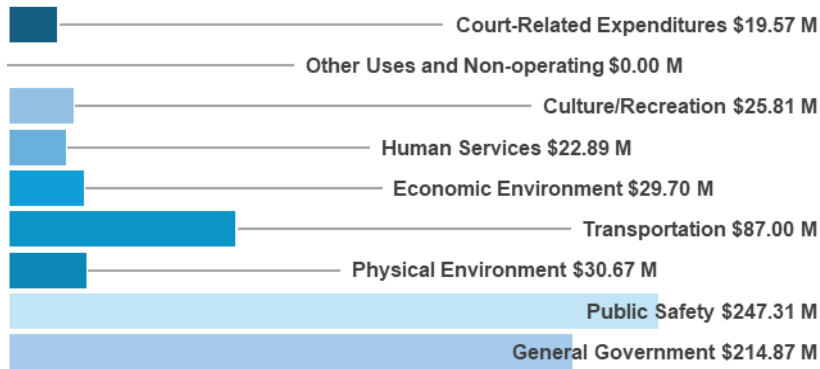 Court-Related Expenditures $19.57 M
Other Uses and Non-operating $0.00 M
Culture/Recreation $25.81 M
Human Services $22.89 M
Economic Environment $29.70 M
Transportation $87.00 M
Physical Environment $30.67 M
Public Safety $247.31 M
General Government $214.87 M